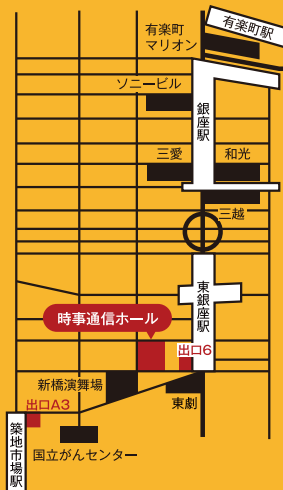 有楽町
マリオン
有楽町駅
ソニービル
銀座駅
三愛
和光
三越
東銀座駅
時事通信ホール
出口6
新橋演舞場
出口A3
東劇
築地市場駅
国立がんセンター